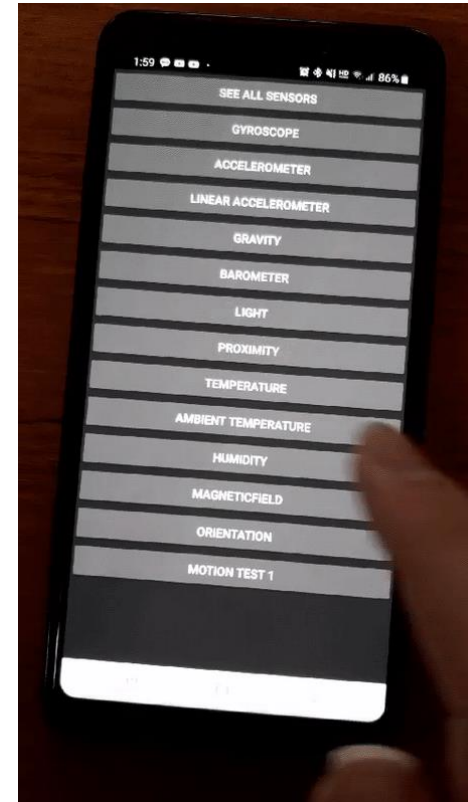 1:59
86%
SEE ALL SENSORS
GYROSCOPE
ACCELEROMETER
LINEAR ACCELEROMETER
GRAVITY
BAROMETER
LIGHT
PROXIMITY
TEMPERATURE
AMBIENT TEMPERATURE
HUMIDITY
MAGNETICFIELD
ORIENTATION
MOTION TEST 1